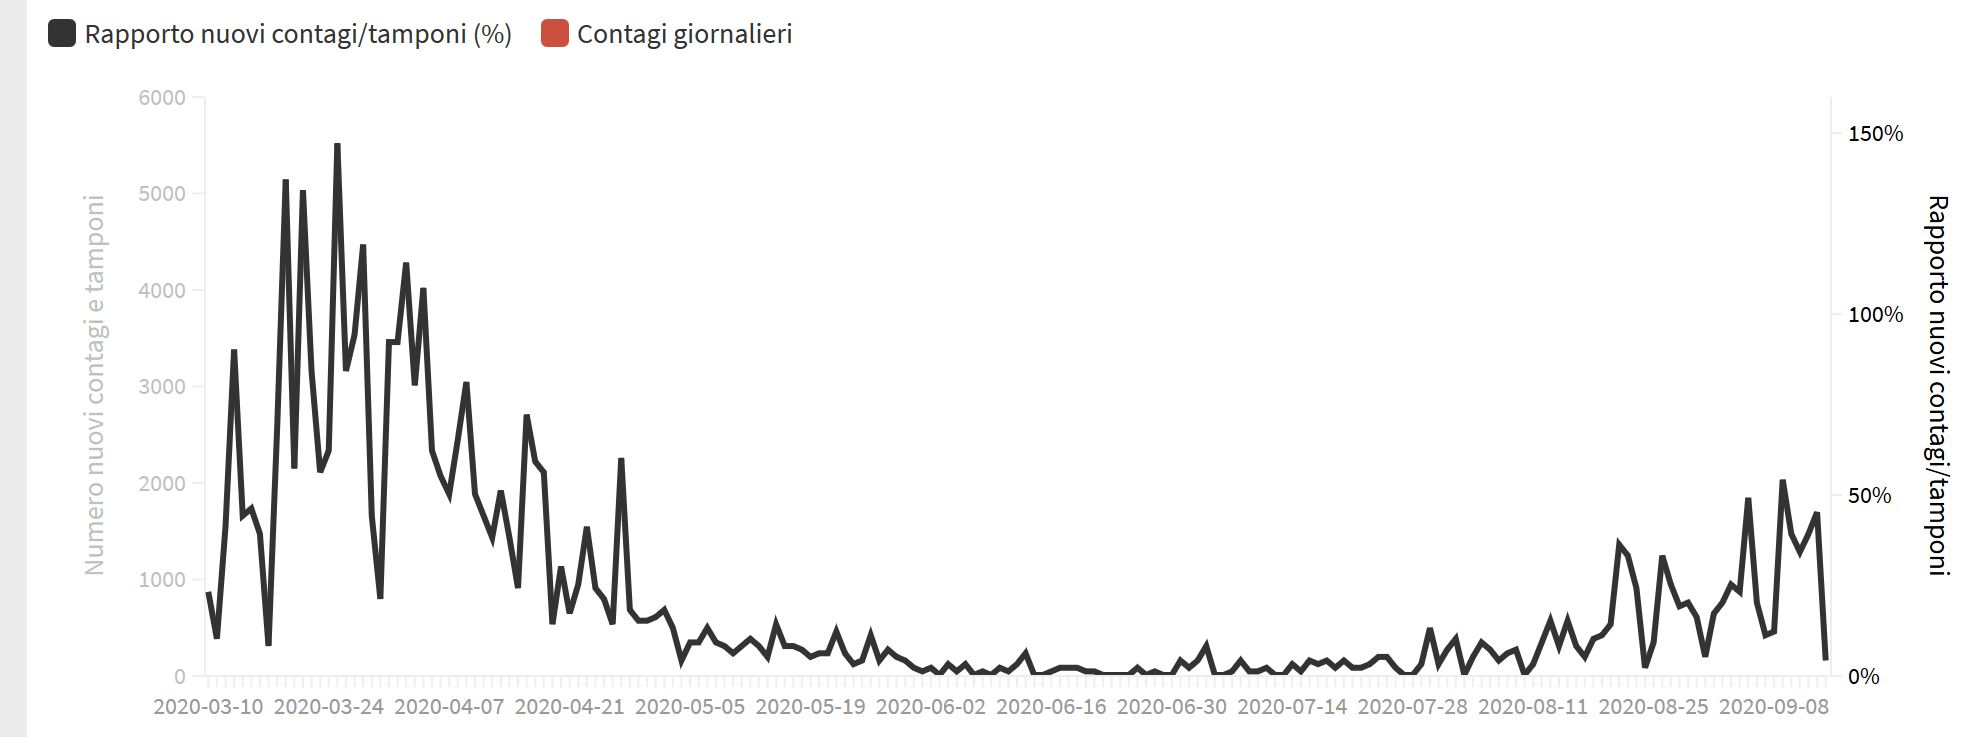 Rapporto nuovi contagi/tamponi (%) Contagi giornalieri
6000
5000
4000
3000
2000
1000
0
Numero nuovi contagi e tamponi
150%
100%
50%
0%
Rapporto nuovi contagi/tamponi
2020-03-10 2020-03-24 2020-04-07 2020-04-21 2020-05-05 2020-05-19 2020-06-02 2020-06-16 2020-06-30 2020-07-14 2020-07-28 2020-08-11 2020-08-25 2020-09-08